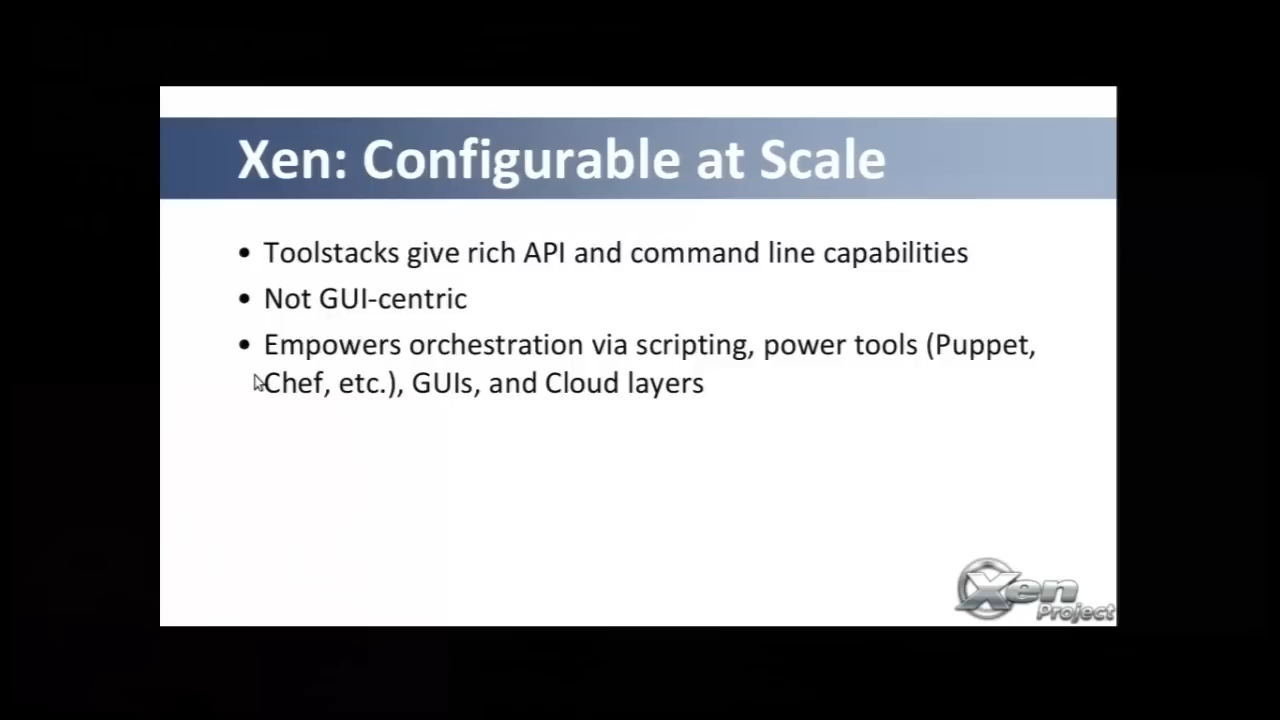 Xen: Configurable at Scale
• Toolstacks give rich API and command line capabilities
• Not GUI-centric
• Empowers orchestration via scripting, power tools (Puppet,
Chef, etc.), GUIs, and Cloud layers
Xen
Project